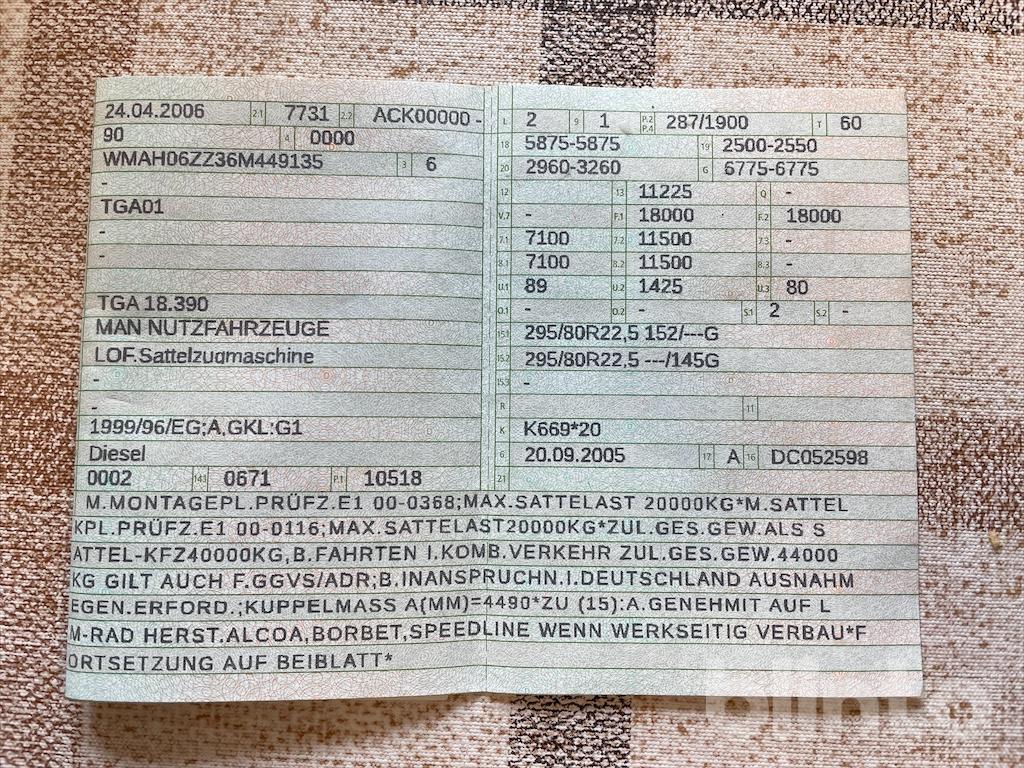 24.04.2006 2.1 7731 2.2 ACK00000 -
90 4 0000
WMAH06ZZ36M449135 3 6
-
TGA01
-
-
TGA 18.390
MAN NUTZFAHRZEUGE
LOF.Sattelzugmaschine
-
-
1999/96/EG;A,GKL:G1
Diesel
0002 14.1 0671 P.1 10518
L 2 9 1 P.2 P.4 287/1900 T 60
18 5875-5875 19 2500-2550
20 2960-3260 G 6775-6775
12 13 11225 Q -
V.7 - F.1 18000 F.2 18000
7.1 7100 7.2 11500 7.3 -
8.1 7100 8.2 11500 8.3 -
U.1 89 U.2 1425 U.3 80
O.1 - O.2 - S.1 2 S.2 -
15.1 295/80R22,5 152/---G
15.2 295/80R22,5 ---/145G
15.3 -
R 11
K K669*20
6 20.09.2005 17 A 16 DC052598
21
M.MONTAGEPL.PRÜFZ.E1 00-0368;MAX.SATTELAST 20000KG*M.SATTEL
KPL.PRÜFZ.E1 00-0116;MAX.SATTELAST20000KG*ZUL.GES.GEW.ALS S
ATTEL-KFZ40000KG,B.FAHRTEN I.KOMB.VERKEHR ZUL.GES.GEW.44000
KG GILT AUCH F.GGVS/ADR;B.INANSPRUCHN.I.DEUTSCHLAND AUSNAHM
EGEN.ERFORD.;KUPPELMASS A(MM)=4490*ZU (15):A.GENEHMIT AUF L
M-RAD HERST.ALCOA,BORBET,SPEEDLINE WENN WERKSEITIG VERBAU*F
ORTSETZUNG AUF BEIBLATT*